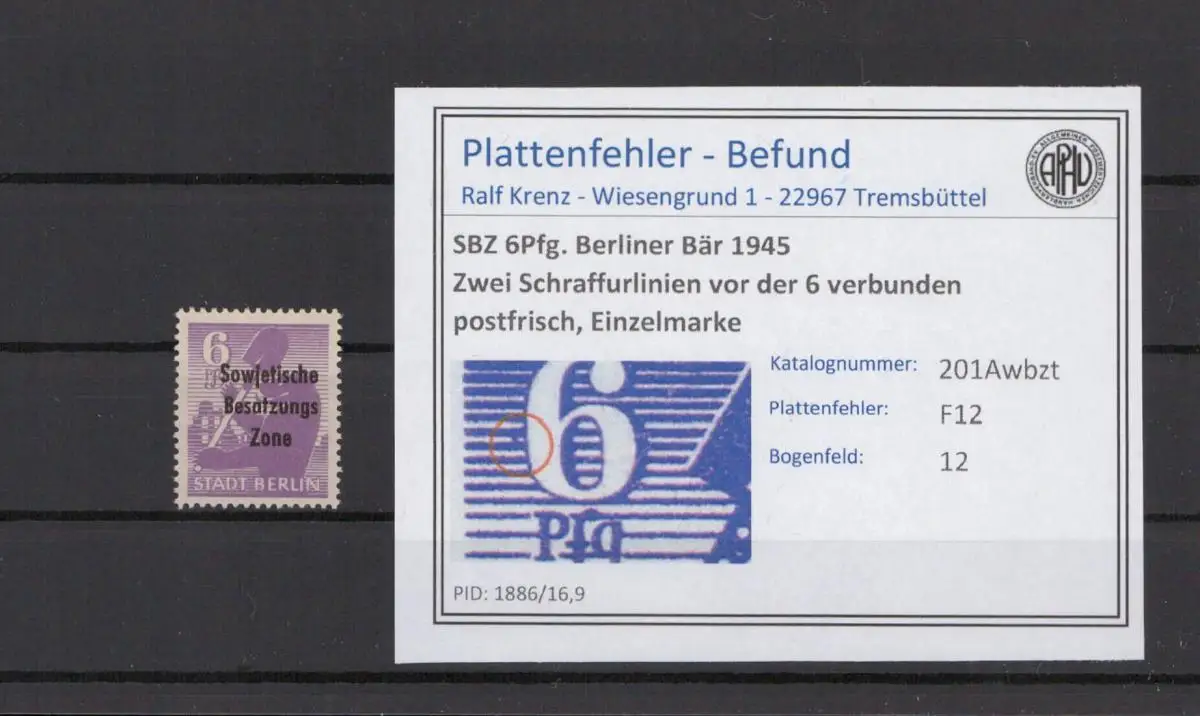 6
Sowjetische
Besatzungs
Zone
STADT BERLIN
Plattenfehler - Befund
Ralf Krenz - Wiesengrund 1 - 22967 Tremsbüttel
APHV
SBZ 6Pfg. Berliner Bär 1945
Zwei Schraffurlinien vor der 6 verbunden
postfrisch, Einzelmarke
6
Pfg
Katalognummer: 201Awbzt
Plattenfehler: F12
Bogenfeld: 12
PID: 1886/16,9